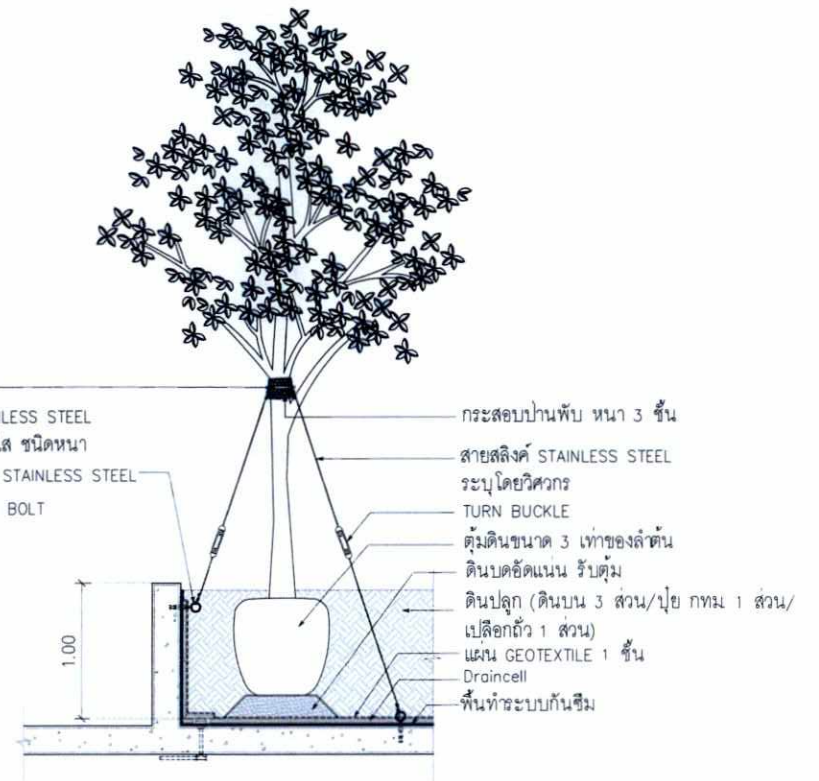 LESS STEEL
ส ชนิดหนา
STAINLESS STEEL
BOLT
1.00
กระสอบป่านพับ หนา 3 ชั้น
สายสลิงค์ STAINLESS STEEL
ระบุโดยวิศวกร
TURN BUCKLE
ตุ้มดินขนาด 3 เท่าของลำต้น
ดินบดอัดแน่น รับตุ้ม
ดินปลูก (ดินบน 3 ส่วน/ปุ๋ย กทม 1 ส่วน/
เปลือกถั่ว 1 ส่วน)
แผ่น GEOTEXTILE 1 ชั้น
Draincell
พื้นทำระบบกันซึม